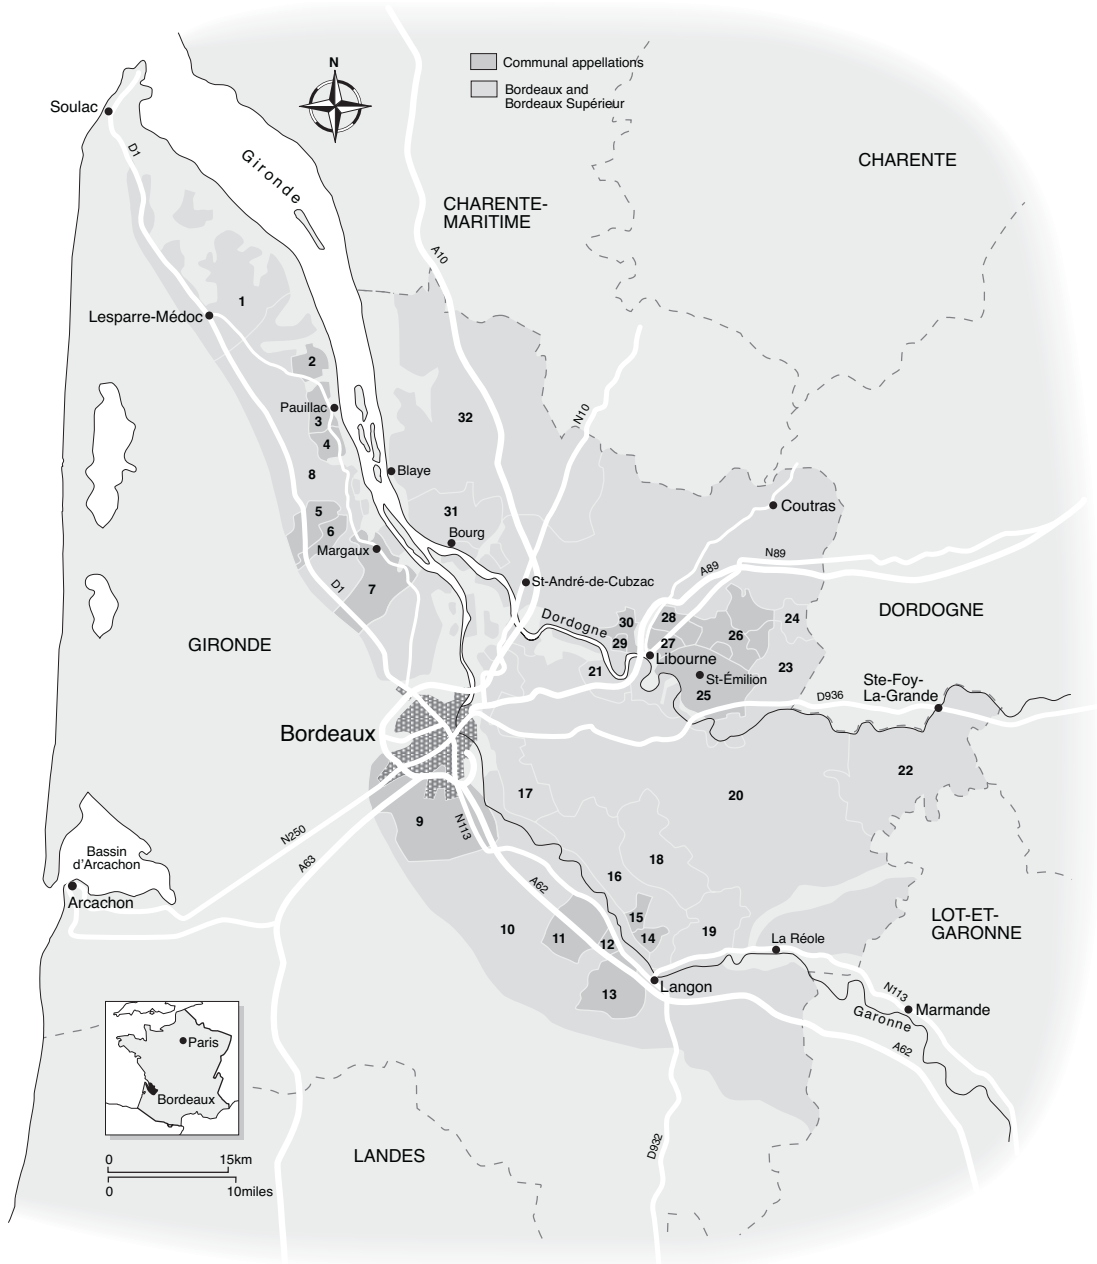 N
Communal appellations
Bordeaux and
Bordeaux Supérieur
Soulac
D1
Gironde
CHARENTE
CHARENTE-
MARITIME
A10
1
Lesparre-Médoc
2
Pauillac
3
4
32
N10
8
Blaye
5
31
Coutras
6
Bourg
Margaux
N89
A89
D1
7
St-André-de-Cubzac
DORDOGNE
Dordogne
30
28
24
26
29
27
GIRONDE
Libourne
21
23
St-Émilion
Ste-Foy-
La-Grande
25
D936
Bordeaux
22
17
20
9
N113
N250
A63
Bassin
d'Arcachon
18
16
A62
Arcachon
15
LOT-ET-
GARONNE
10
11
12
14
19
La Réole
13
Langon
N113
Marmande
Garonne
A62
Paris
Bordeaux
LANDES
D932
0
15km
0
10miles